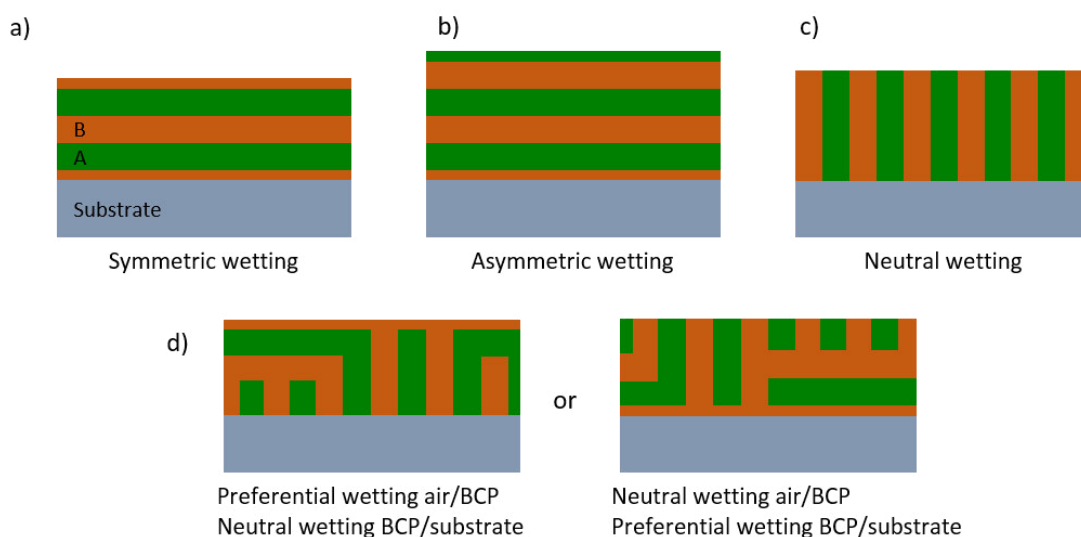 a)
b)
c)
B
A
Substrate
Symmetric wetting
Asymmetric wetting
Neutral wetting
d)
or
Preferential wetting air/BCP
Neutral wetting BCP/substrate
Neutral wetting air/BCP
Preferential wetting BCP/substrate